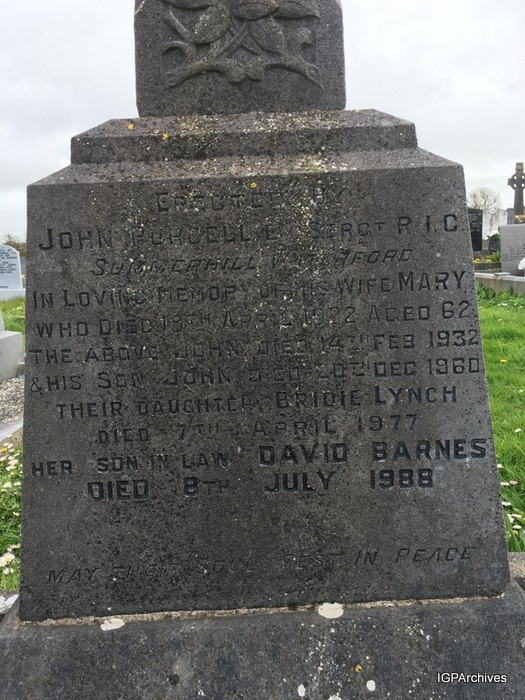 ERECTED BY
JOHN PURCELL EX SERGT R.I.C.
SUMMERHILL
IN LOVING MEMORY OF HIS WIFE MARY
WHO DIED 13TH APRIL 1922 AGED 62
THE ABOVE JOHN DIED 14TH FEB 1932
& HIS SON JOHN DIED 20TH DEC 1960
THEIR DAUGHTER BRIDIE LYNCH
DIED 7TH APRIL 1977
HER SON IN LAW DAVID BARNES
DIED 8TH JULY 1988
MAY THEIR SOULS REST IN PEACE
IGPArchives